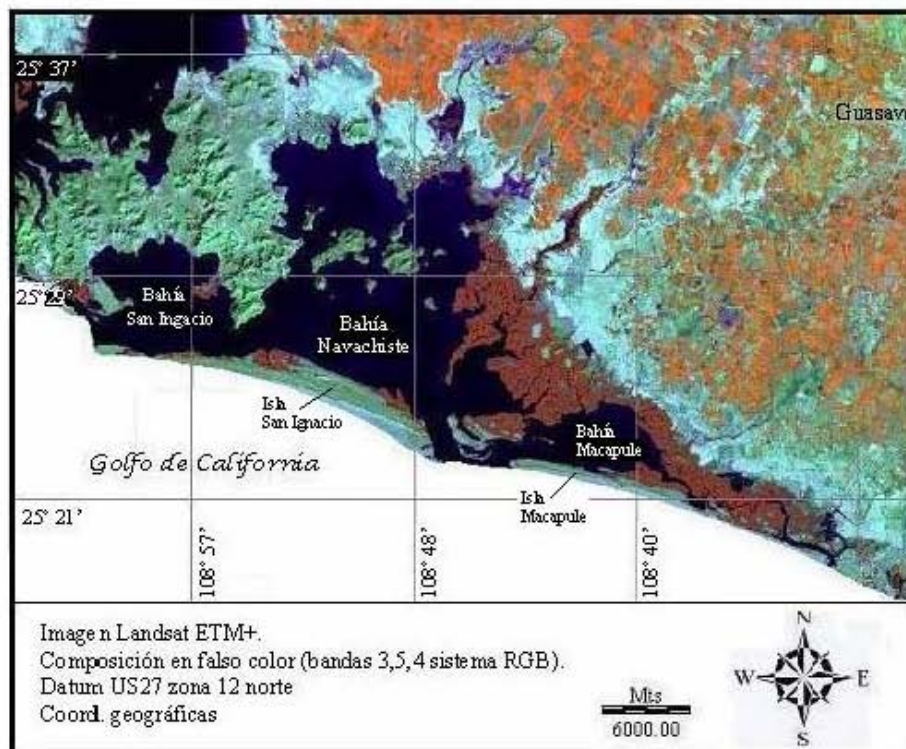 25° 37'
Guasave
25° 29'
Bahía
San Ingacio
Bahía
Navachiste
Isla
San Ignacio
Bahía
Macapule
Golfo de California
Isla
Macapule
25° 21'
108° 57'
108° 48'
108° 40'
Imagen Landsat ETM+.
Composición en falso color (bandas 3,5,4 sistema RGB).
Datum US27 zona 12 norte
Coord. geográficas
Mts
6000.00
N
W
E
S